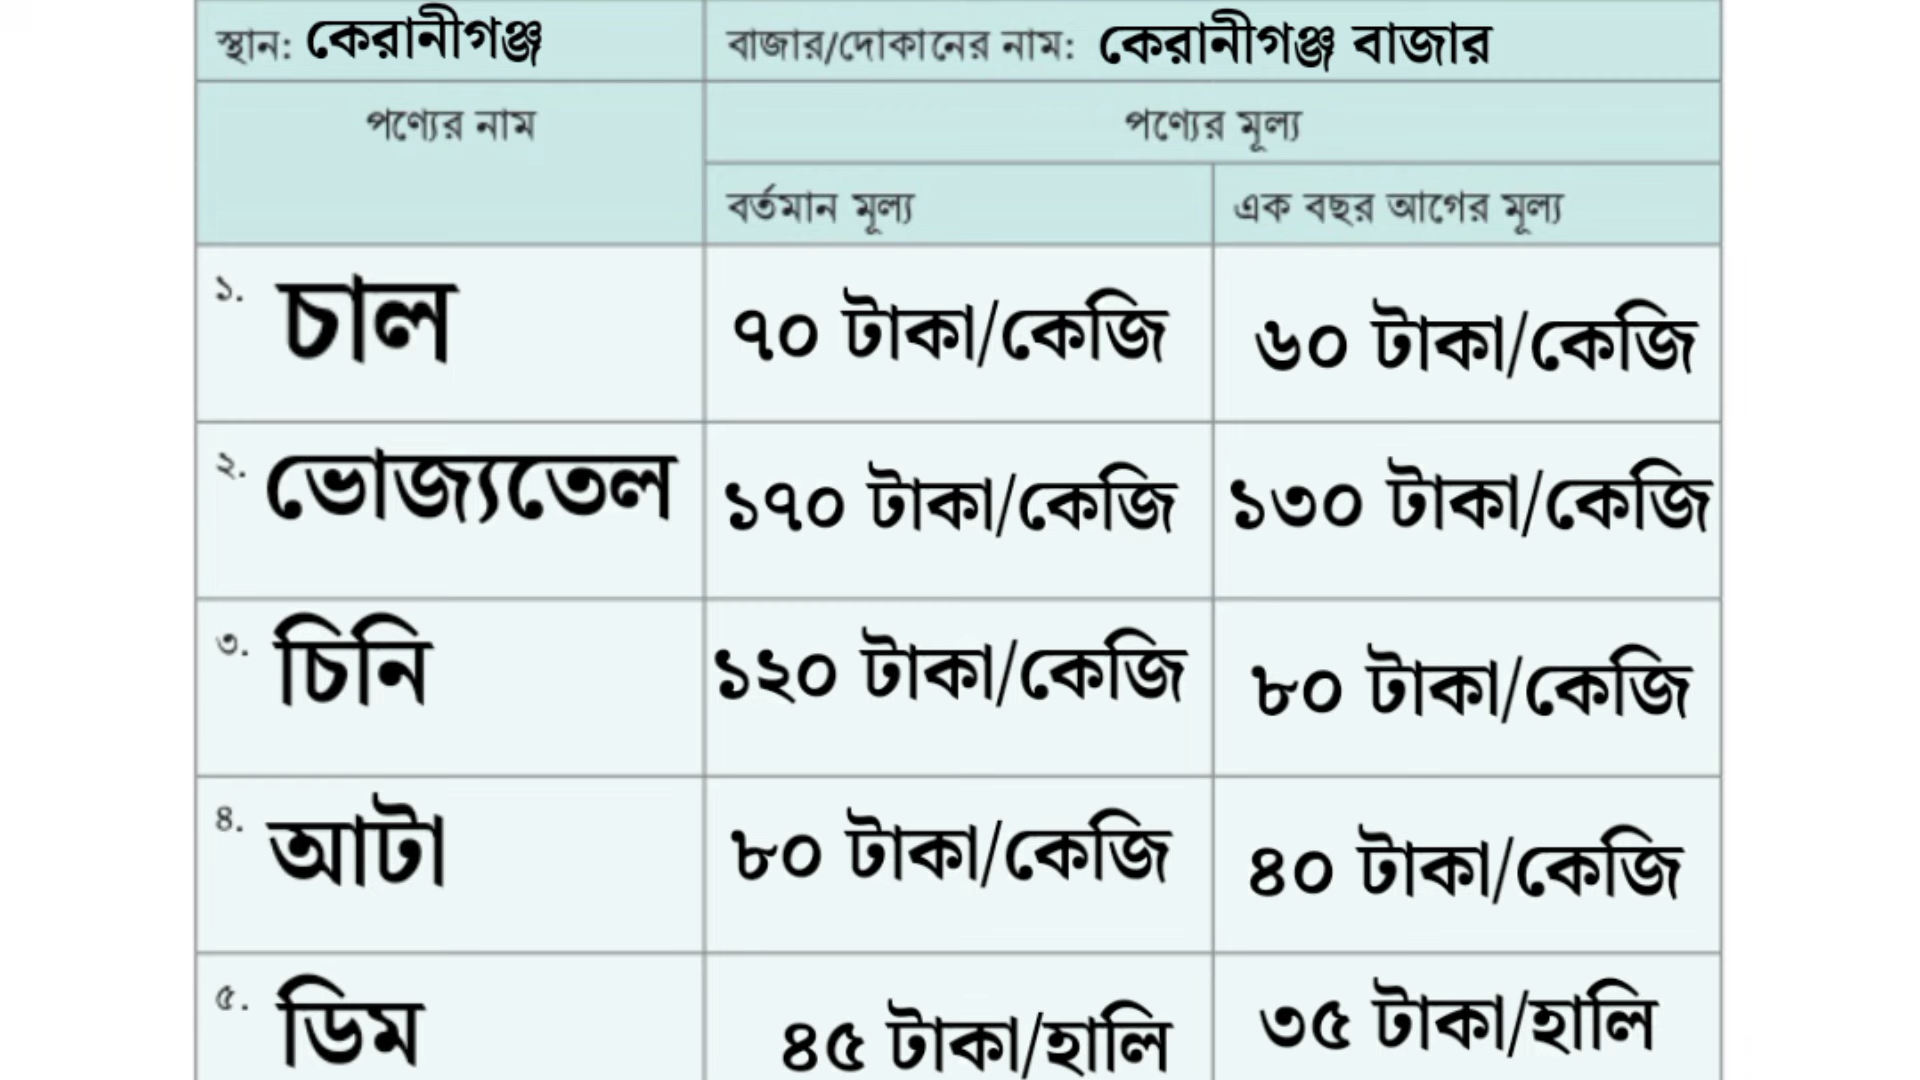 স্থান: কেরানীগঞ্জ বাজার/দোকানের নাম: কেরানীগঞ্জ বাজার
পণ্যের নাম পণ্যের মূল্য
বর্তমান মূল্য এক বছর আগের মূল্য
১. চাল ৭০ টাকা/কেজি ৬০ টাকা/কেজি
২. ভোজ্যতেল ১৭০ টাকা/কেজি ১৩০ টাকা/কেজি
৩. চিনি ১২০ টাকা/কেজি ৮০ টাকা/কেজি
৪. আটা ৮০ টাকা/কেজি ৪০ টাকা/কেজি
৫. ডিম ৪৫ টাকা/হালি ৩৫ টাকা/হালি